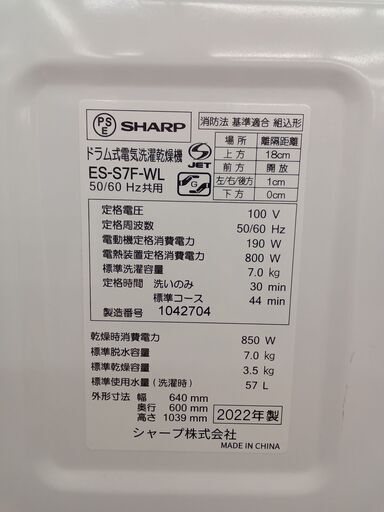 PS
E
SHARP
ドラム式電気洗濯乾燥機
ES-S7F-WL
50/60 Hz共用
S
JET
G
消防法 基準適合 組込形
場 所 離隔距離
上 方 18cm
前 方 開 放
左/右/後方 1cm
下 方 0cm
定格電圧 100 V
定格周波数 50/60 Hz
電動機定格消費電力 190 W
電熱装置定格消費電力 800 W
標準洗濯容量 7.0 kg
定格時間 洗いのみ 30 min
標準コース 44 min
製造番号 1042704
乾燥時消費電力 850 W
標準脱水容量 7.0 kg
標準乾燥容量 3.5 kg
標準使用水量(洗濯時) 57 L
外形寸法 幅 640 mm
奥行 600 mm
高さ 1039 mm
2022年製
シャープ株式会社
MADE IN CHINA